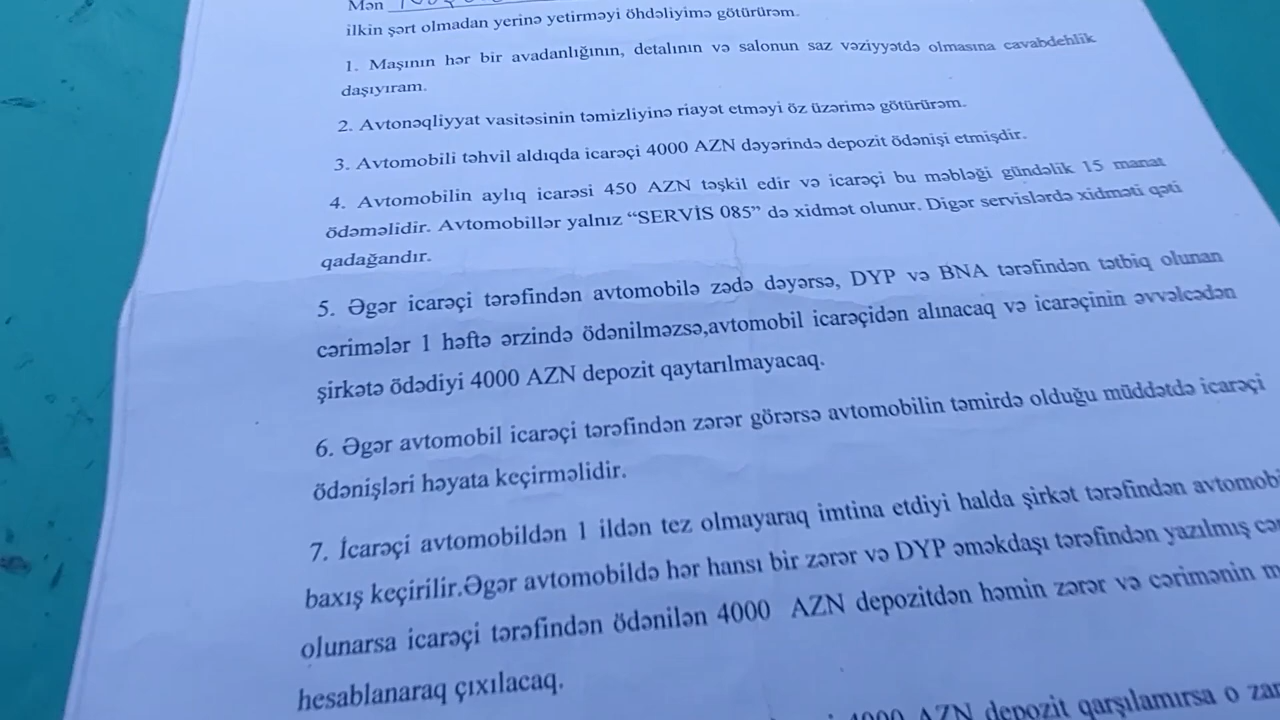 Mən
ilkin şərt olmadan yerinə yetirməyi öhdəliyimə götürürəm.
1. Maşının hər bir avadanlığının, detalının və salonun saz vəziyyətdə olmasına cavabdehlik
daşıyıram.
2. Avtonəqliyyat vasitəsinin təmizliyinə riayət etməyi öz üzərimə götürürəm.
3. Avtomobili təhvil aldıqda icarəçi 4000 AZN dəyərində depozit ödənişi etmişdir.
4. Avtomobilin aylıq icarəsi 450 AZN təşkil edir və icarəçi bu məbləği gündəlik 15 manat
ödəməlidir. Avtomobillər yalnız “SERVİS 085” də xidmət olunur. Digər servislərdə xidməti qəti
qadağandır.
5. Əgər icarəçi tərəfindən avtomobilə zədə dəyərsə, DYP və BNA tərəfindən tətbiq olunan
cərimələr 1 həftə ərzində ödənilməzsə,avtomobil icarəçidən alınacaq və icarəçinin əvvəlcədən
şirkətə ödədiyi 4000 AZN depozit qaytarılmayacaq.
6. Əgər avtomobil icarəçi tərəfindən zərər görərsə avtomobilin təmirdə olduğu müddətdə icarəçi
ödənişləri həyata keçirməlidir.
7. İcarəçi avtomobildən 1 ildən tez olmayaraq imtina etdiyi halda şirkət tərəfindən
baxış keçirilir.Əgər avtomobildə hər hansı bir zərər və DYP əməkdaşı tərəfindən yazılmış
olunarsa icarəçi tərəfindən ödənilən 4000 AZN depozitdən həmin zərər və cərimənin
hesablanaraq çıxılacaq.
4000 AZN depozit qarşılamırsa o